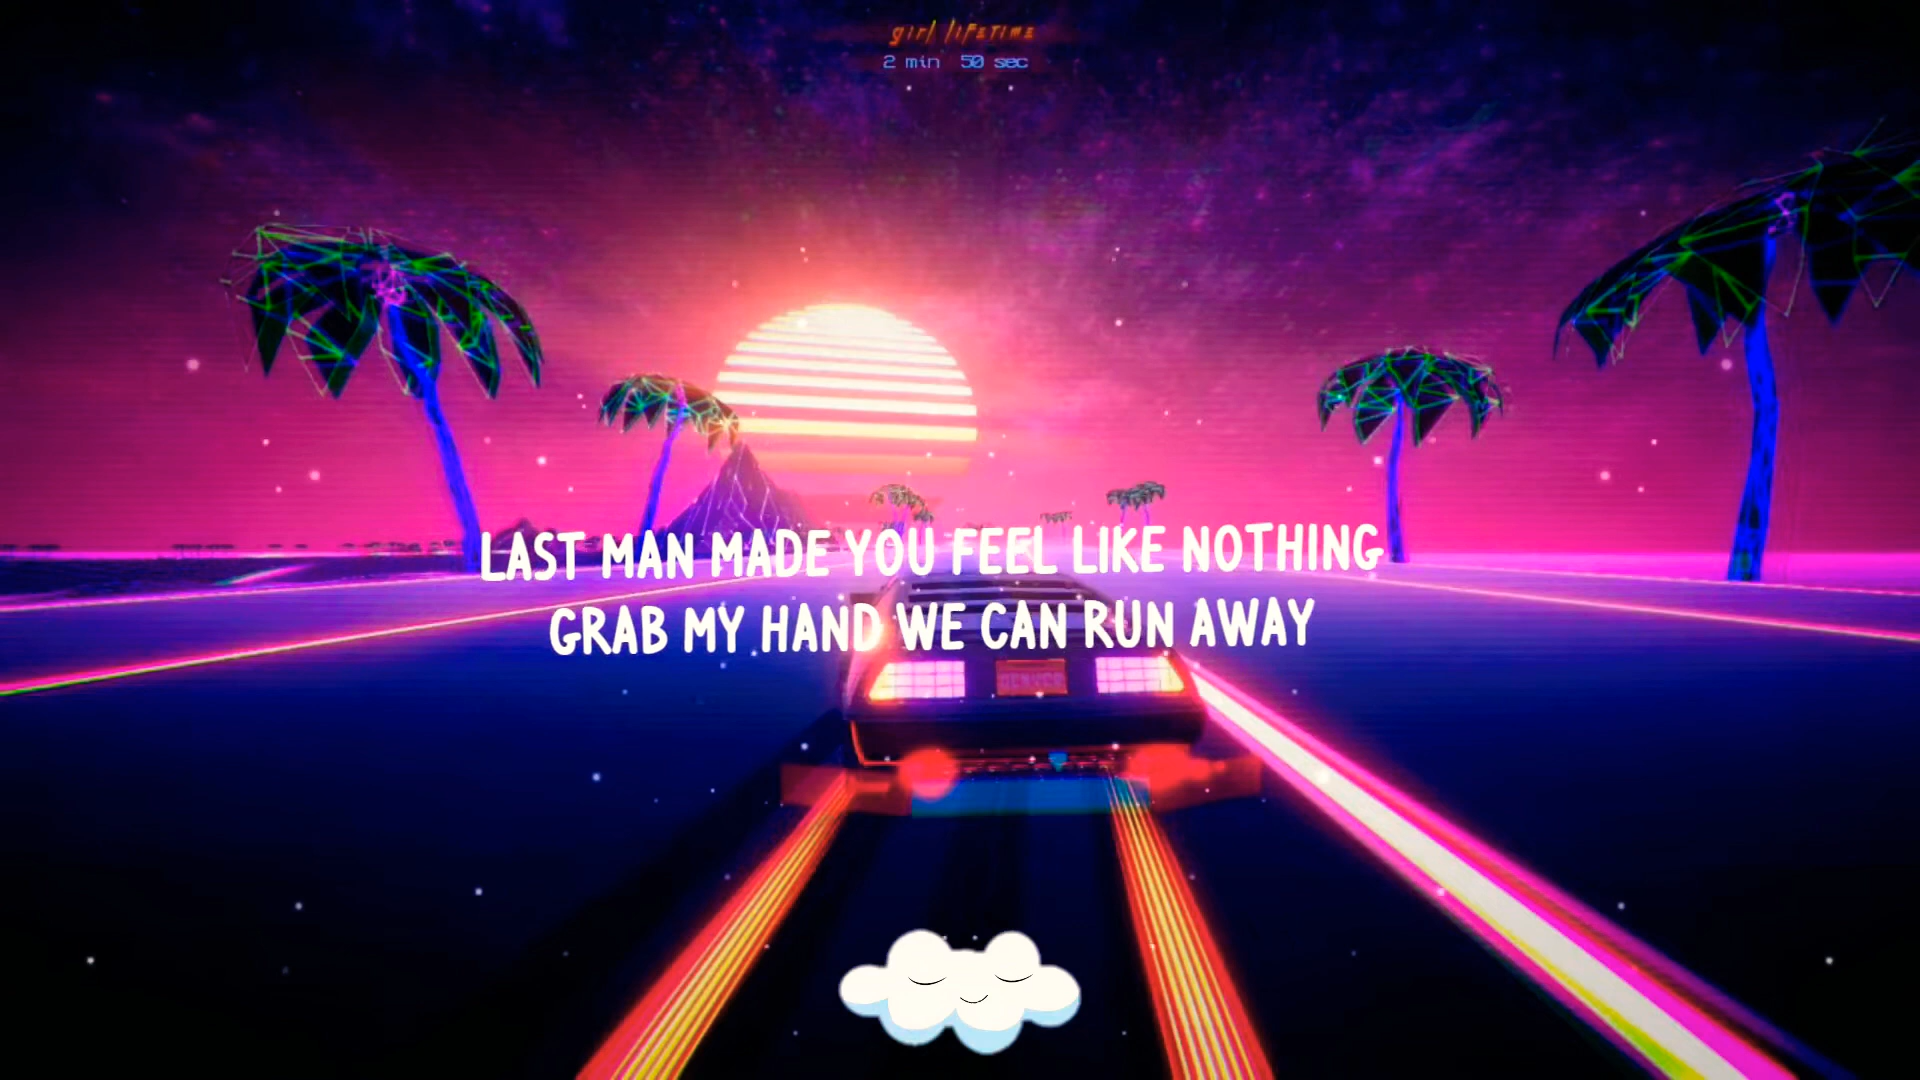 girl lifetime
2 min 50 sec
LAST MAN MADE YOU FEEL LIKE NOTHING
GRAB MY HAND WE CAN RUN AWAY